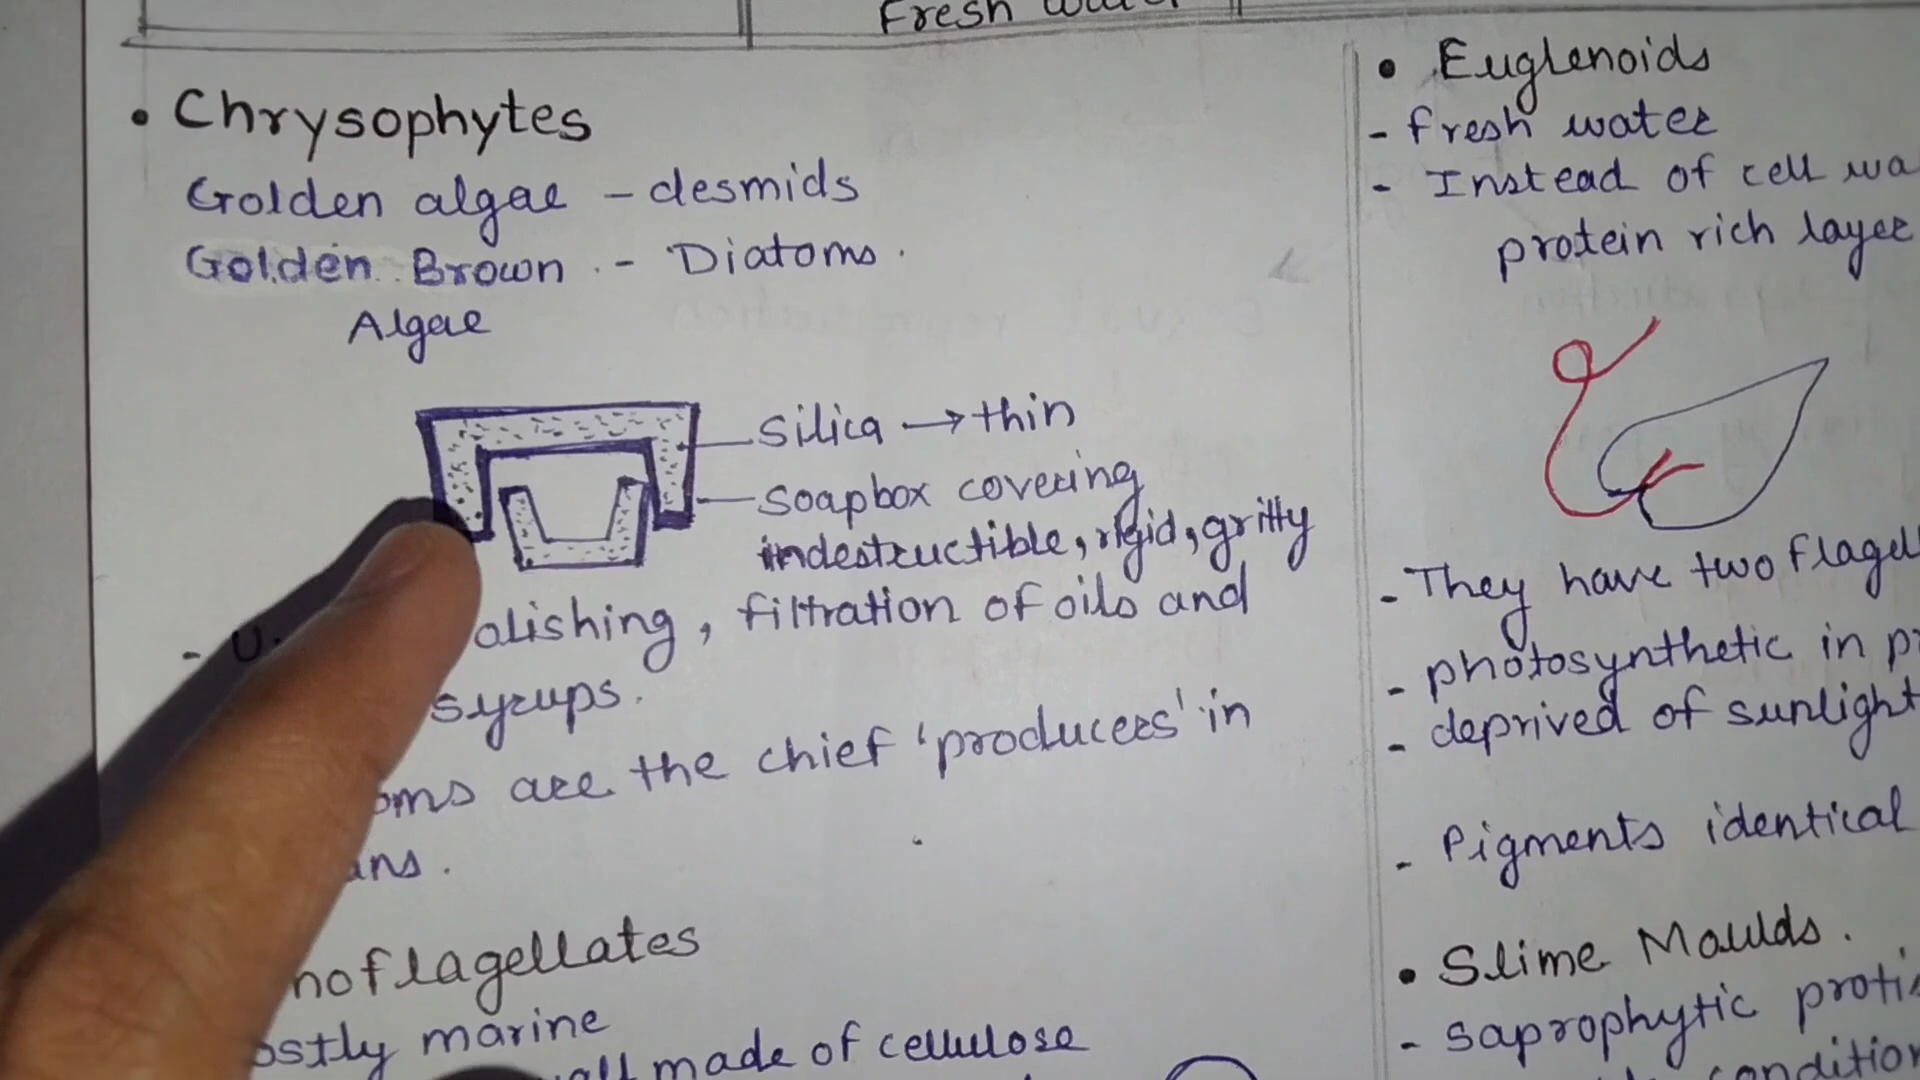 Fresh water
• Chrysophytes
Golden algae - desmids
Golden Brown - Diatoms.
Algae
Silica → thin
Soapbox covering
indestructible, rigid, gritty
- U. olishing, filtration of oils and
syrups.
oms are the chief 'producers' in
ans.
noflagellates
ostly marine
all made of cellulose
• Euglenoids
- fresh water
- Instead of cell wa
protein rich layer
- They have two flagell
- photosynthetic in p
- deprived of sunlight
- Pigments identical
• Slime Moulds.
- Saprophytic proti
condition